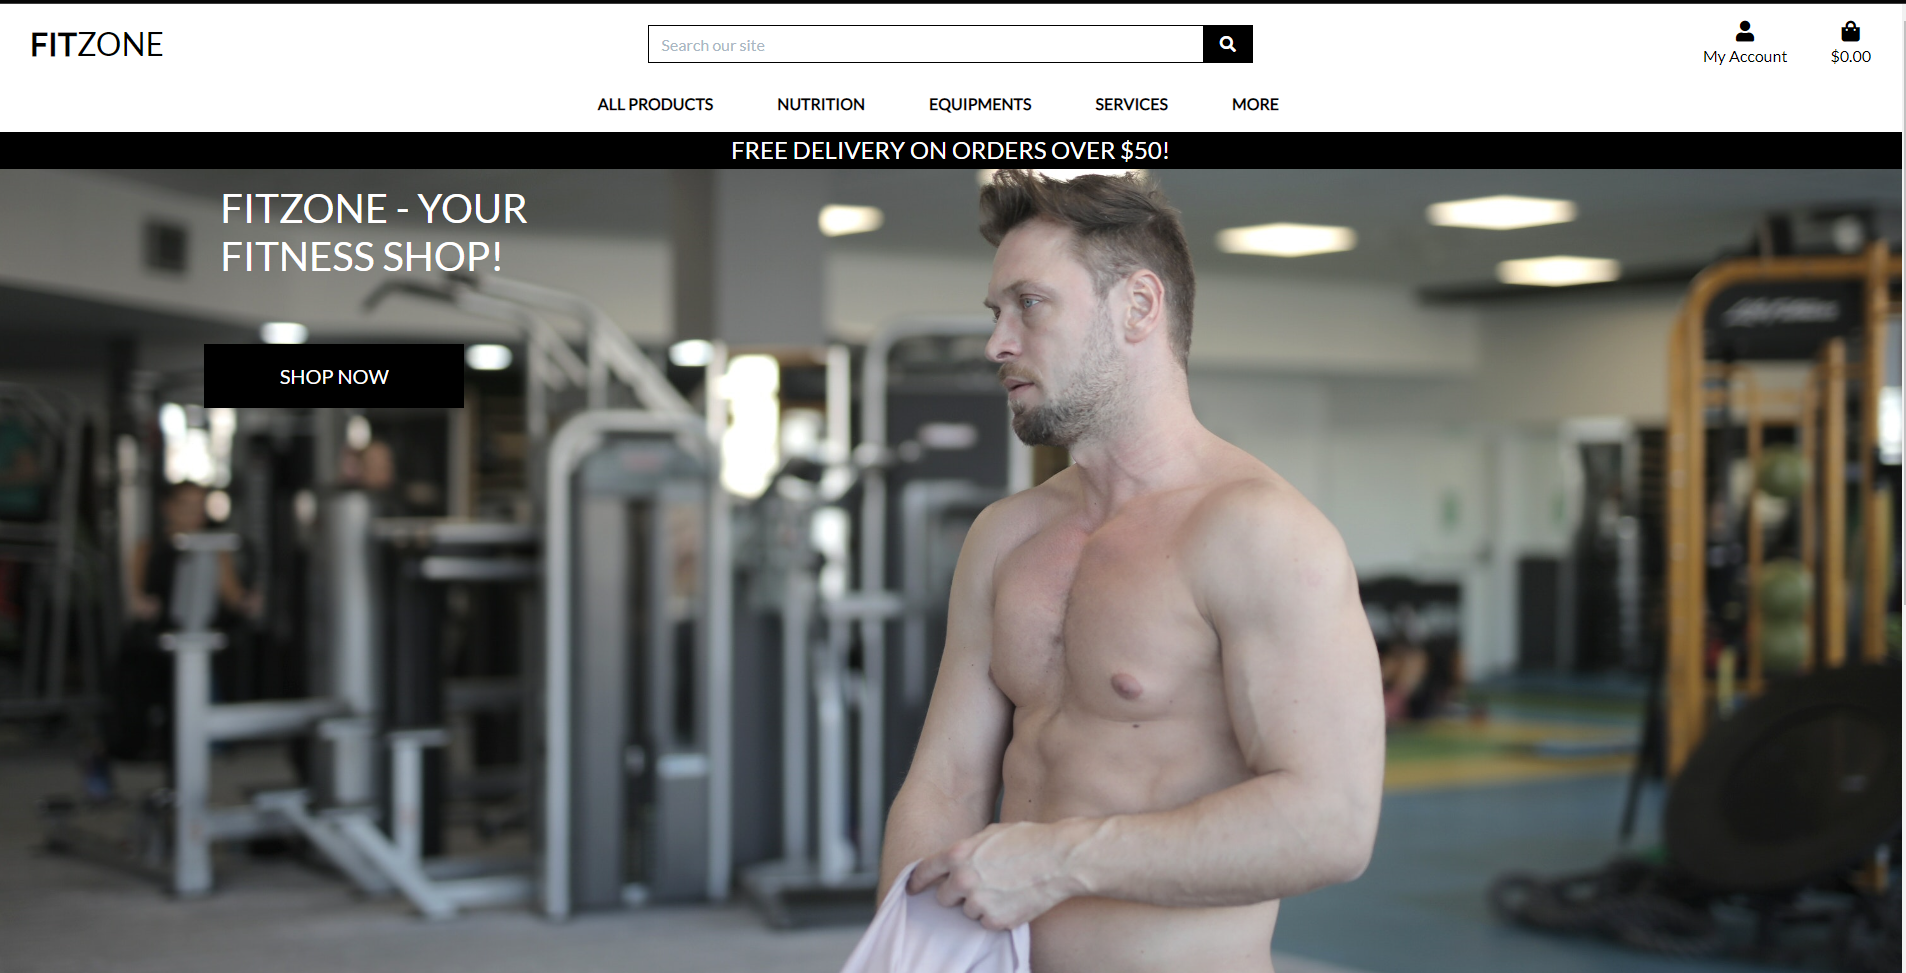 FITZONE
Search our site
My Account
$0.00
ALL PRODUCTS
NUTRITION
EQUIPMENTS
SERVICES
MORE
FREE DELIVERY ON ORDERS OVER $50!
FITZONE - YOUR
FITNESS SHOP!
SHOP NOW